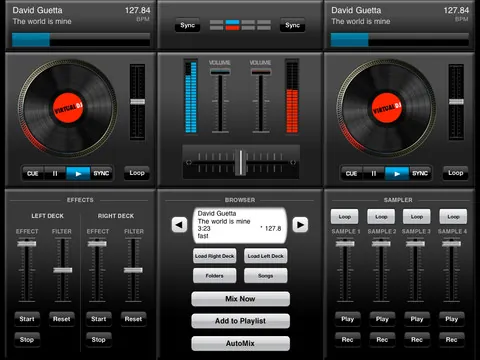 David Guetta 127.84
The world is mine BPM
Sync Sync
David Guetta 127.84
The world is mine BPM
VIRTUAL DJ
CUE SYNC Loop
VOLUME VOLUME
VIRTUAL DJ
CUE SYNC Loop
EFFECTS
LEFT DECK RIGHT DECK
EFFECT FILTER EFFECT FILTER
Start Reset Start Reset
Stop Stop
BROWSER
David Guetta
The world is mine
3:23 * 127.8
fast
Load Right Deck Load Left Deck
Folders Songs
Mix Now
Add to Playlist
AutoMix
SAMPLER
Loop Loop Loop Loop
SAMPLE 1 SAMPLE 2 SAMPLE 3 SAMPLE 4
Play Play Play Play
Rec Rec Rec Rec